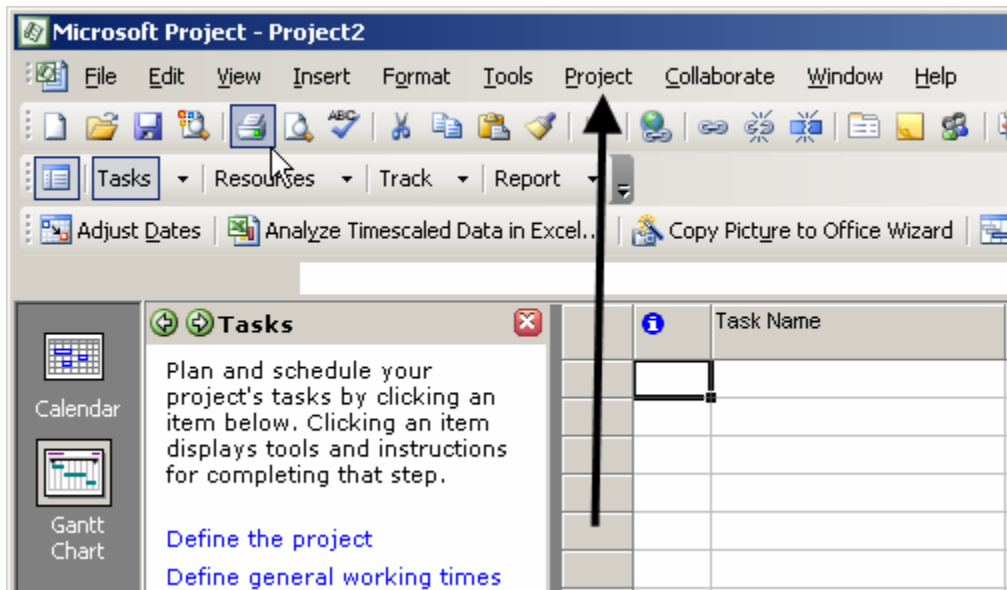 Microsoft Project - Project2
File Edit View Insert Format Tools Project Collaborate Window Help
ABC
Tasks Resources Track Report
Adjust Dates Analyze Timescaled Data in Excel... Copy Picture to Office Wizard
Tasks
Task Name
Plan and schedule your
project's tasks by clicking an
item below. Clicking an item
displays tools and instructions
for completing that step.
Calendar
Gantt
Chart
Define the project
Define general working times